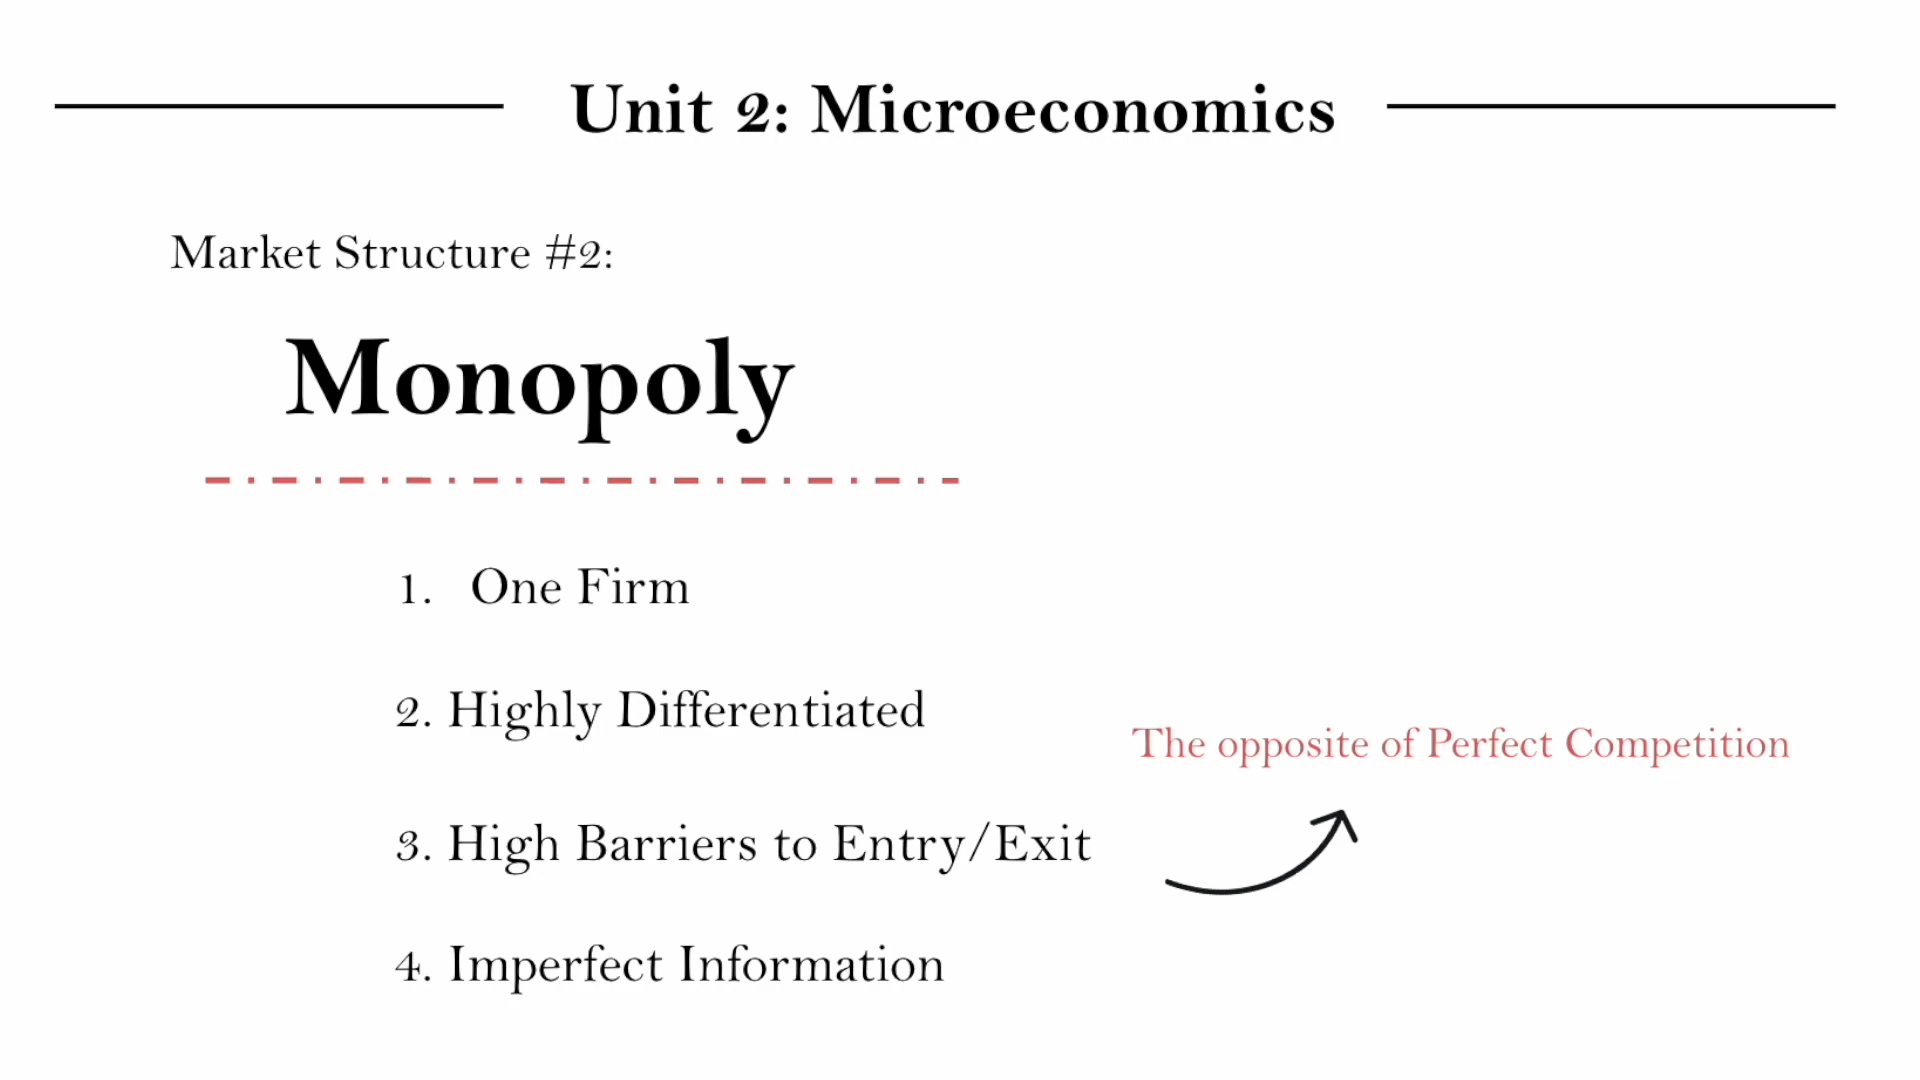 Unit 2: Microeconomics
Market Structure #2:
Monopoly
1. One Firm
2. Highly Differentiated
The opposite of Perfect Competition
3. High Barriers to Entry/Exit
4. Imperfect Information